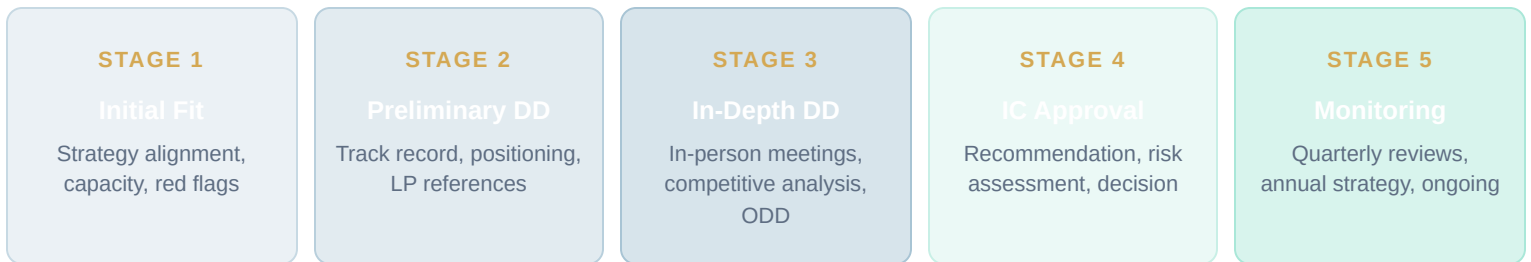 STAGE 1
Initial Fit
Strategy alignment,
capacity, red flags
STAGE 2
Preliminary DD
Track record, positioning,
LP references
STAGE 3
In-Depth DD
In-person meetings,
competitive analysis,
ODD
STAGE 4
IC Approval
Recommendation, risk
assessment, decision
STAGE 5
Monitoring
Quarterly reviews,
annual strategy, ongoing